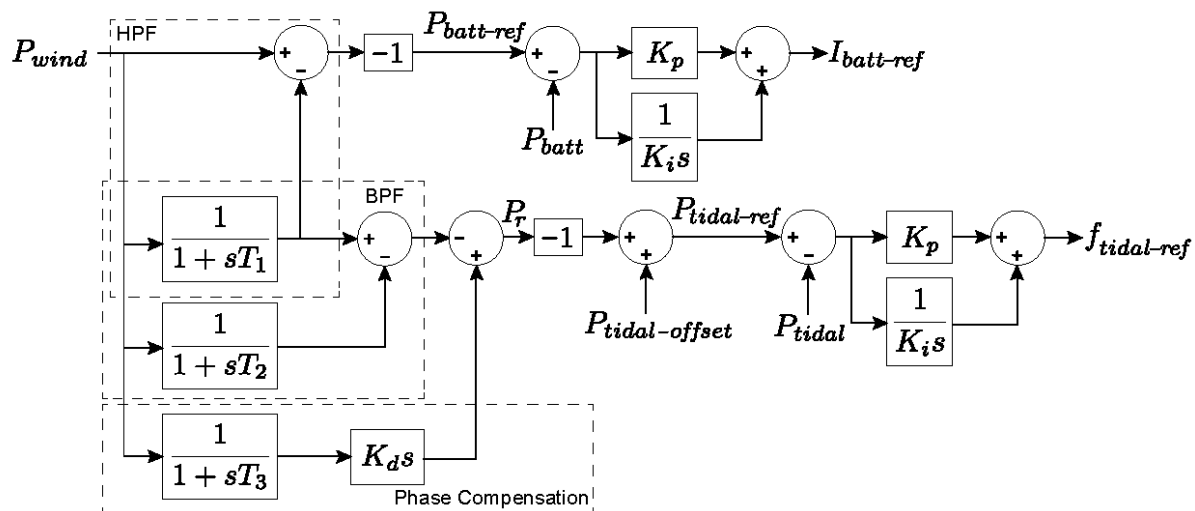 HPF
P_wind
+
-
-1
P_batt-ref
+
-
P_batt
K_p
1
K_i s
+
+
I_batt-ref
BPF
1
1 + sT_1
+
-
-
+
P_r
-1
+
+
P_tidal-offset
P_tidal-ref
+
-
P_tidal
K_p
1
K_i s
+
+
f_tidal-ref
1
1 + sT_2
1
1 + sT_3
K_d s
Phase Compensation